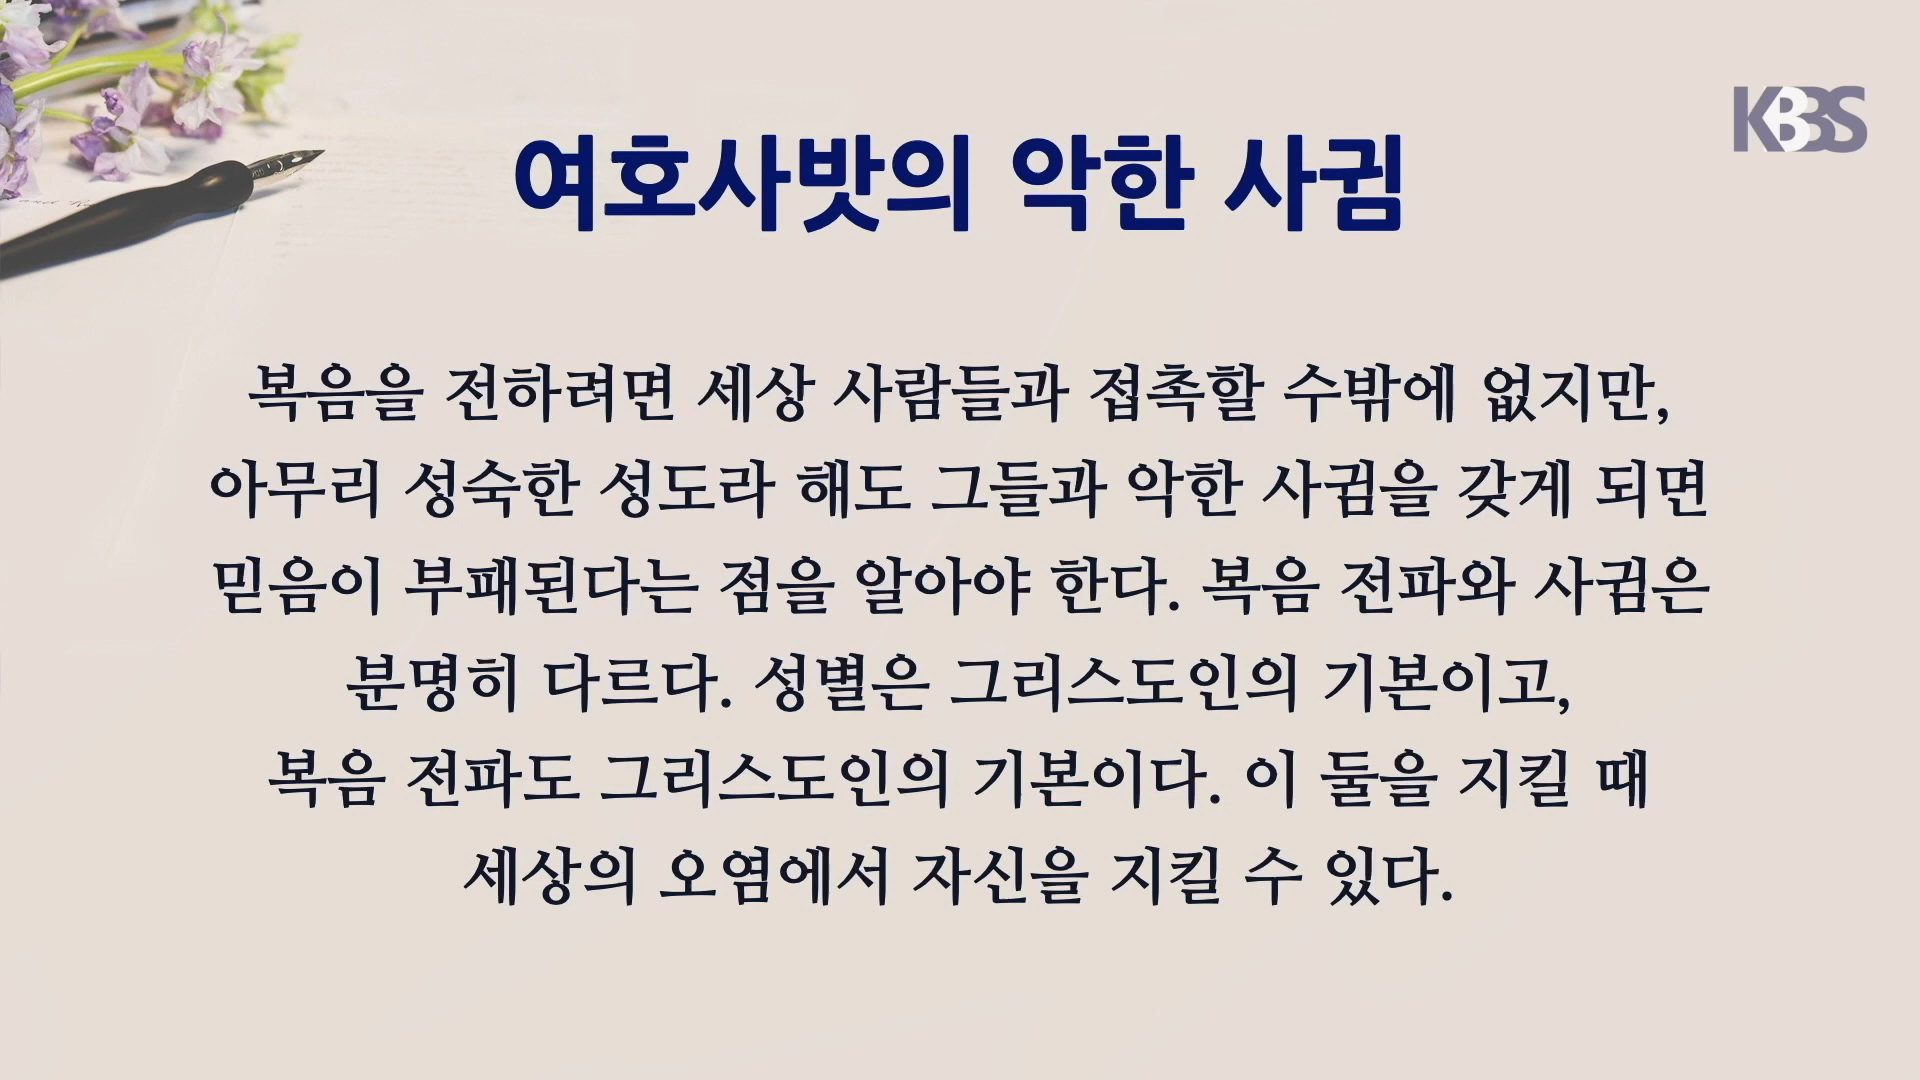 KBBS
여호사밧의 악한 사귐
복음을 전하려면 세상 사람들과 접촉할 수밖에 없지만,
아무리 성숙한 성도라 해도 그들과 악한 사귐을 갖게 되면
믿음이 부패된다는 점을 알아야 한다. 복음 전파와 사귐은
분명히 다르다. 성별은 그리스도인의 기본이고,
복음 전파도 그리스도인의 기본이다. 이 둘을 지킬 때
세상의 오염에서 자신을 지킬 수 있다.